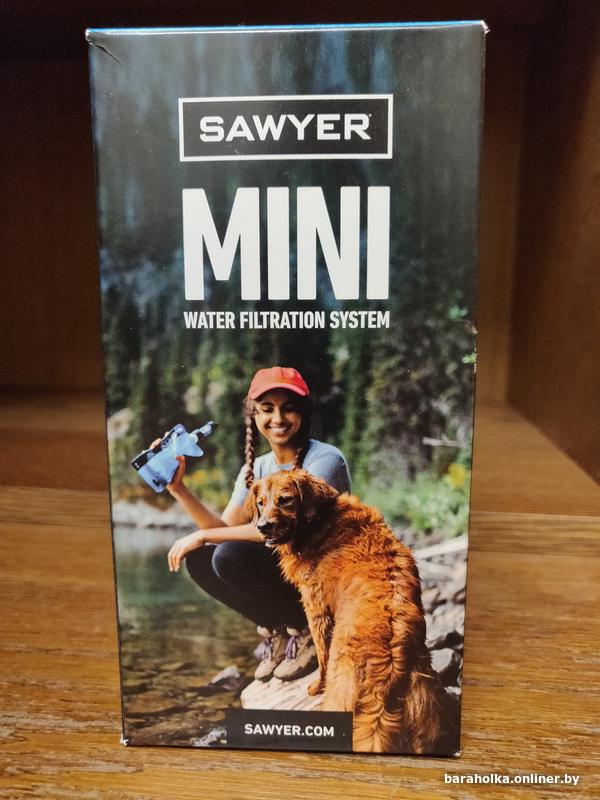 SAWYER
MINI
WATER FILTRATION SYSTEM
SAWYER.COM
baraholka.onliner.by